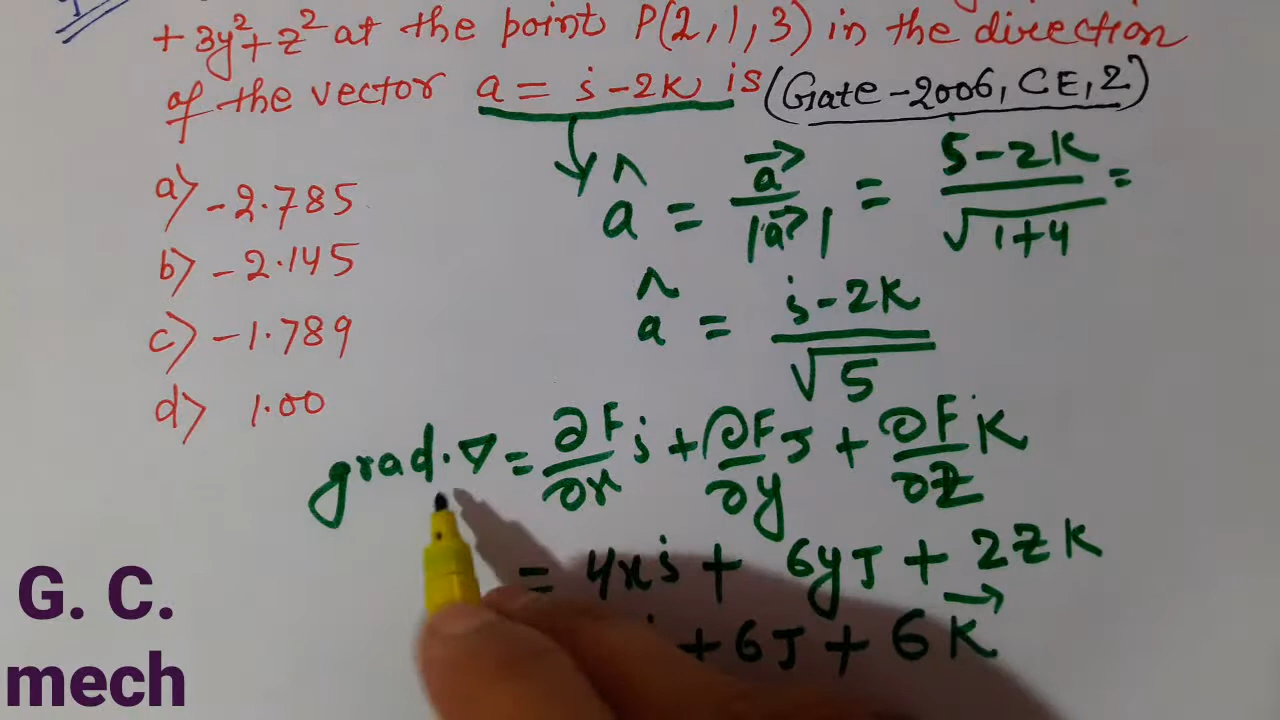 + 3y²+z² at the point P(2,1,3) in the direction
of the vector a = i-2k is (Gate-2006, CE, 2)
a) -2.785
b) -2.145
c) -1.789
d) 1.00
â = a⃗ / |a⃗| = i-2k / √1+4 =
â = i-2k / √5
grad.∇ = ∂F/∂x i + ∂F/∂y J + ∂F/∂z K
= 4xi + 6yJ + 2zK
i + 6J + 6K⃗
G. C.
mech